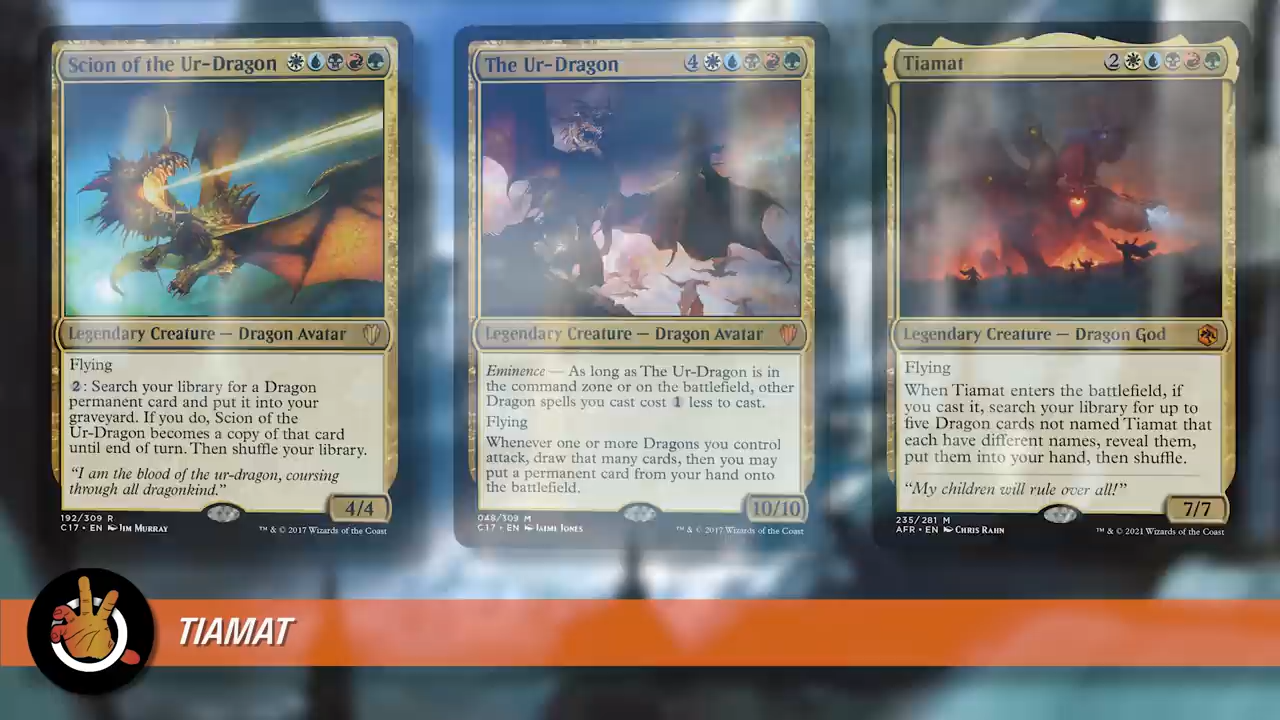 Scion of the Ur-Dragon
Legendary Creature — Dragon Avatar
Flying
2: Search your library for a Dragon
permanent card and put it into your
graveyard. If you do, Scion of the
Ur-Dragon becomes a copy of that card
until end of turn. Then shuffle your library.
“I am the blood of the ur-dragon, coursing
through all dragonkind.”
4/4
192/309 R
C17 • EN Jim Murray
™ & © 2017 Wizards of the Coast
The Ur-Dragon 4
Legendary Creature — Dragon Avatar
Eminence — As long as The Ur-Dragon is in
the command zone or on the battlefield, other
Dragon spells you cast cost 1 less to cast.
Flying
Whenever one or more Dragons you control
attack, draw that many cards, then you may
put a permanent card from your hand onto
the battlefield.
10/10
048/309 M
C17 • EN Jaime Jones
™ & © 2017 Wizards of the Coast
Tiamat 2
Legendary Creature — Dragon God
Flying
When Tiamat enters the battlefield, if
you cast it, search your library for up to
five Dragon cards not named Tiamat that
each have different names, reveal them,
put them into your hand, then shuffle.
“My children will rule over all!”
7/7
235/281 M
AFR • EN Chris Rahn
™ & © 2021 Wizards of the Coast
TIAMAT